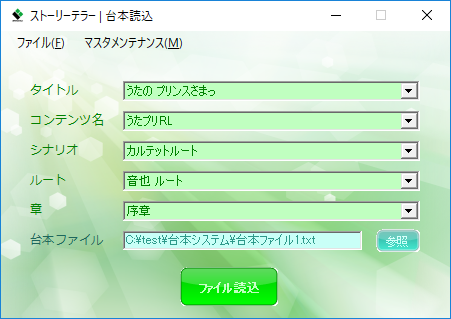 ストーリーテラー | 台本読込
ファイル(F) マスタメンテナンス(M)
タイトル うたの プリンスさまっ
コンテンツ名 うたプリRL
シナリオ カルテットルート
ルート 音也 ルート
章 序章
台本ファイル C:¥test¥台本システム¥台本ファイル1.txt 参照
ファイル読込